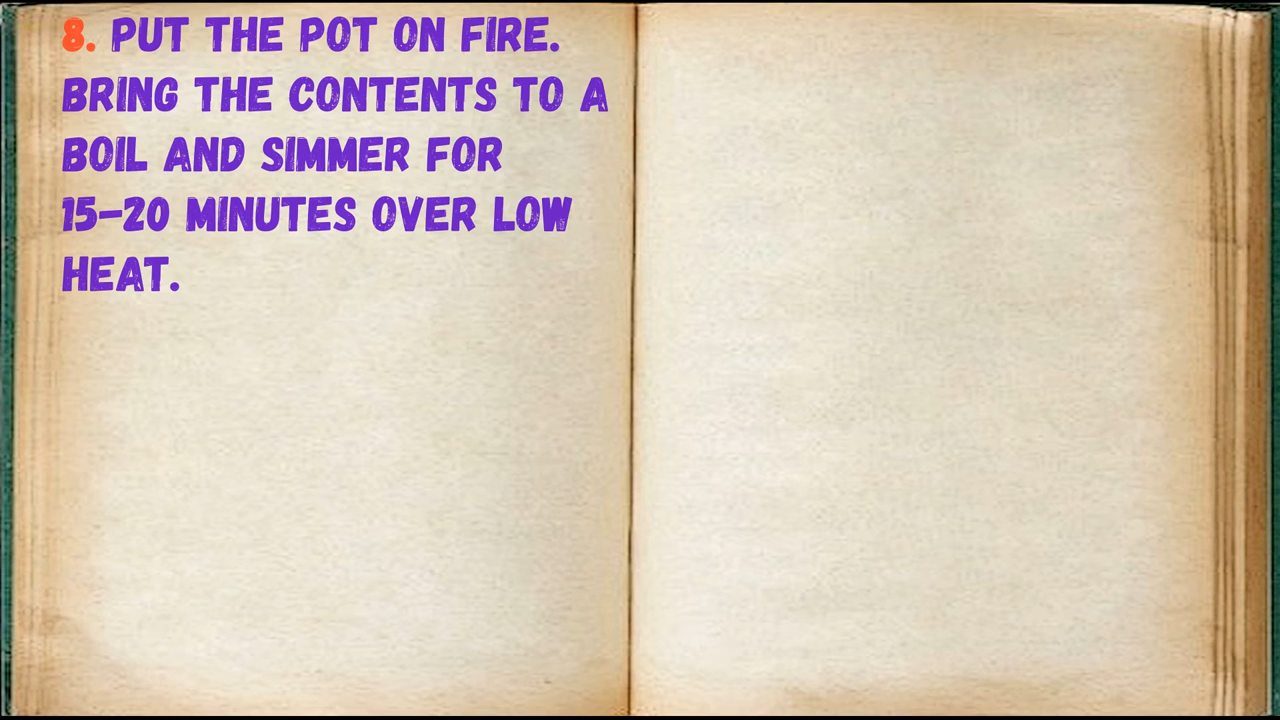 8. PUT THE POT ON FIRE.
BRING THE CONTENTS TO A
BOIL AND SIMMER FOR
15–20 MINUTES OVER LOW
HEAT.